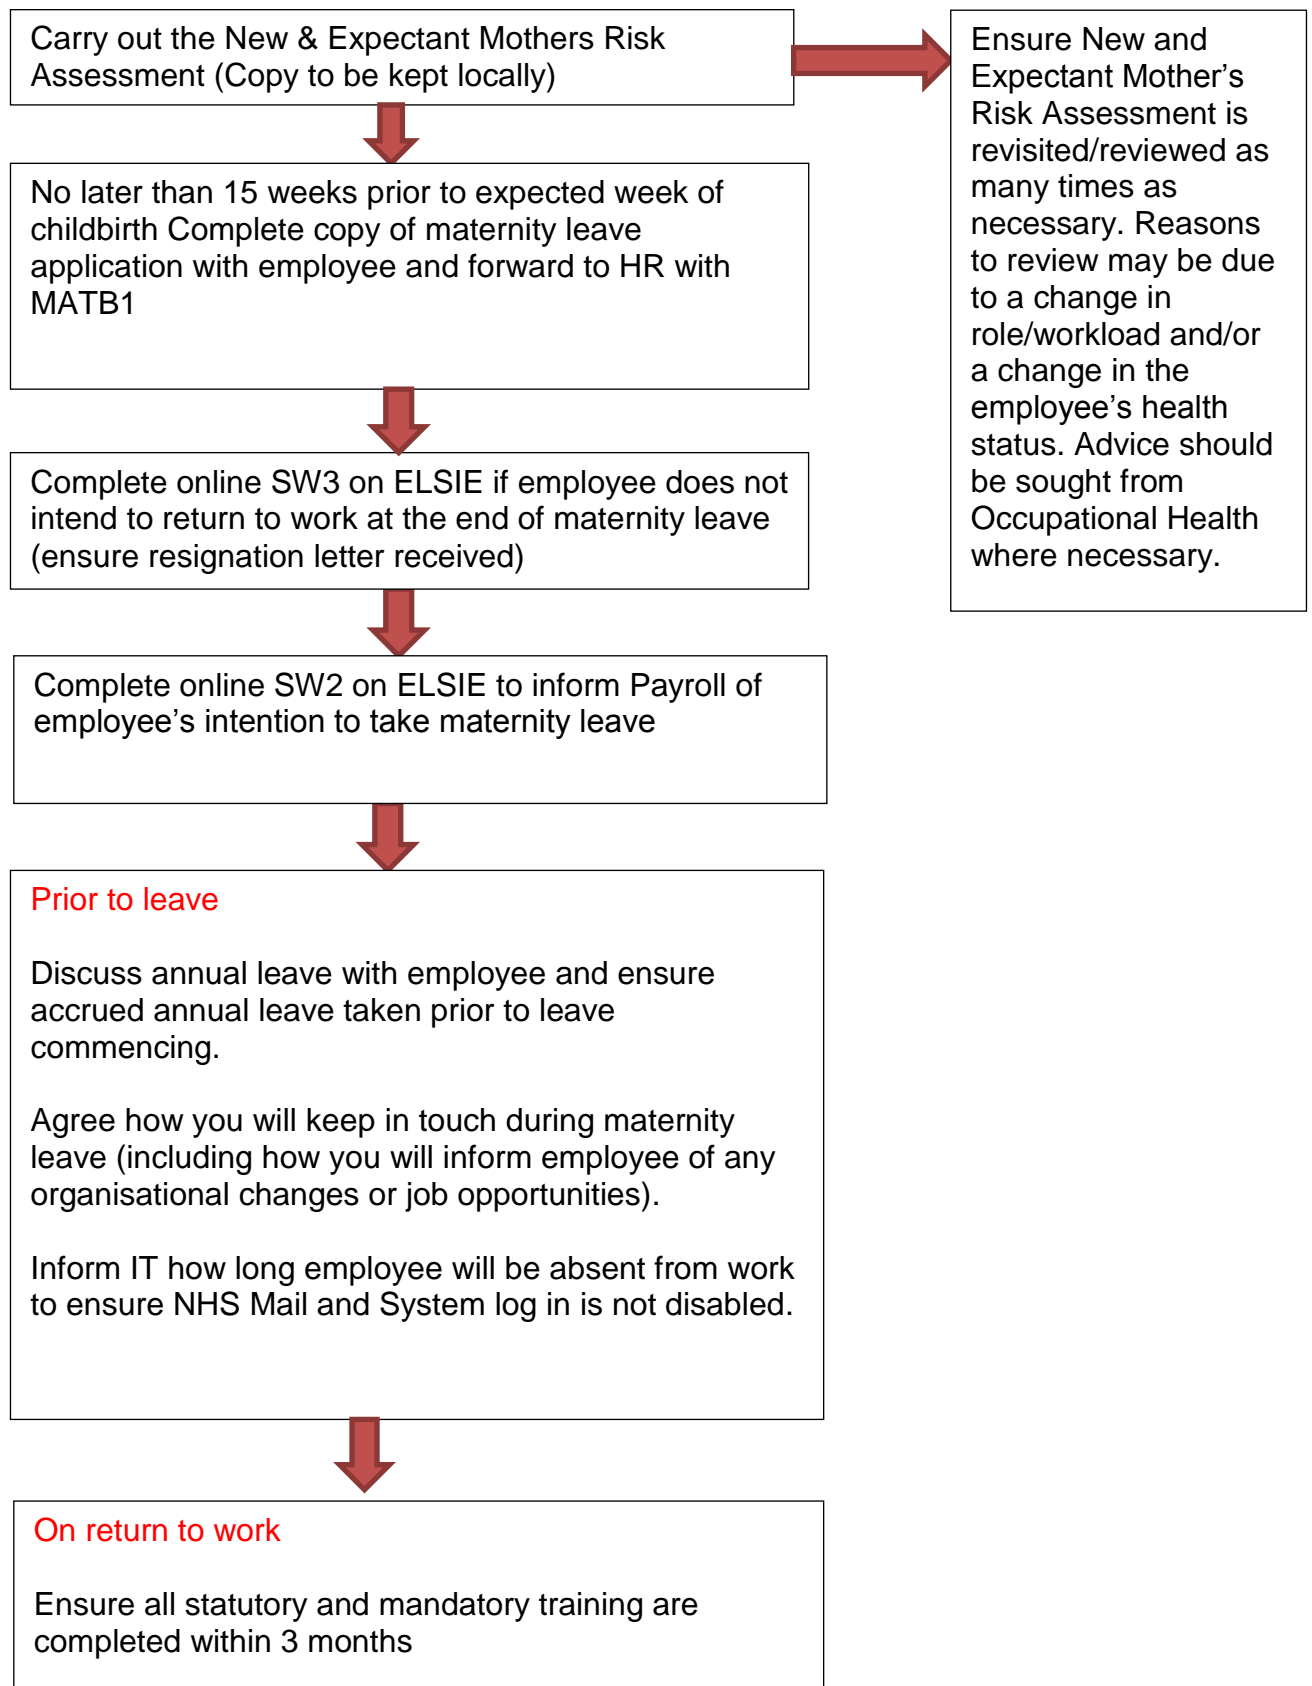 Carry out the New & Expectant Mothers Risk
Assessment (Copy to be kept locally)
Ensure New and
Expectant Mother’s
Risk Assessment is
revisited/reviewed as
many times as
necessary. Reasons
to review may be due
to a change in
role/workload and/or
a change in the
employee’s health
status. Advice should
be sought from
Occupational Health
where necessary.
No later than 15 weeks prior to expected week of
childbirth Complete copy of maternity leave
application with employee and forward to HR with
MATB1
Complete online SW3 on ELSIE if employee does not
intend to return to work at the end of maternity leave
(ensure resignation letter received)
Complete online SW2 on ELSIE to inform Payroll of
employee’s intention to take maternity leave
Prior to leave
Discuss annual leave with employee and ensure
accrued annual leave taken prior to leave
commencing.
Agree how you will keep in touch during maternity
leave (including how you will inform employee of any
organisational changes or job opportunities).
Inform IT how long employee will be absent from work
to ensure NHS Mail and System log in is not disabled.
On return to work
Ensure all statutory and mandatory training are
completed within 3 months